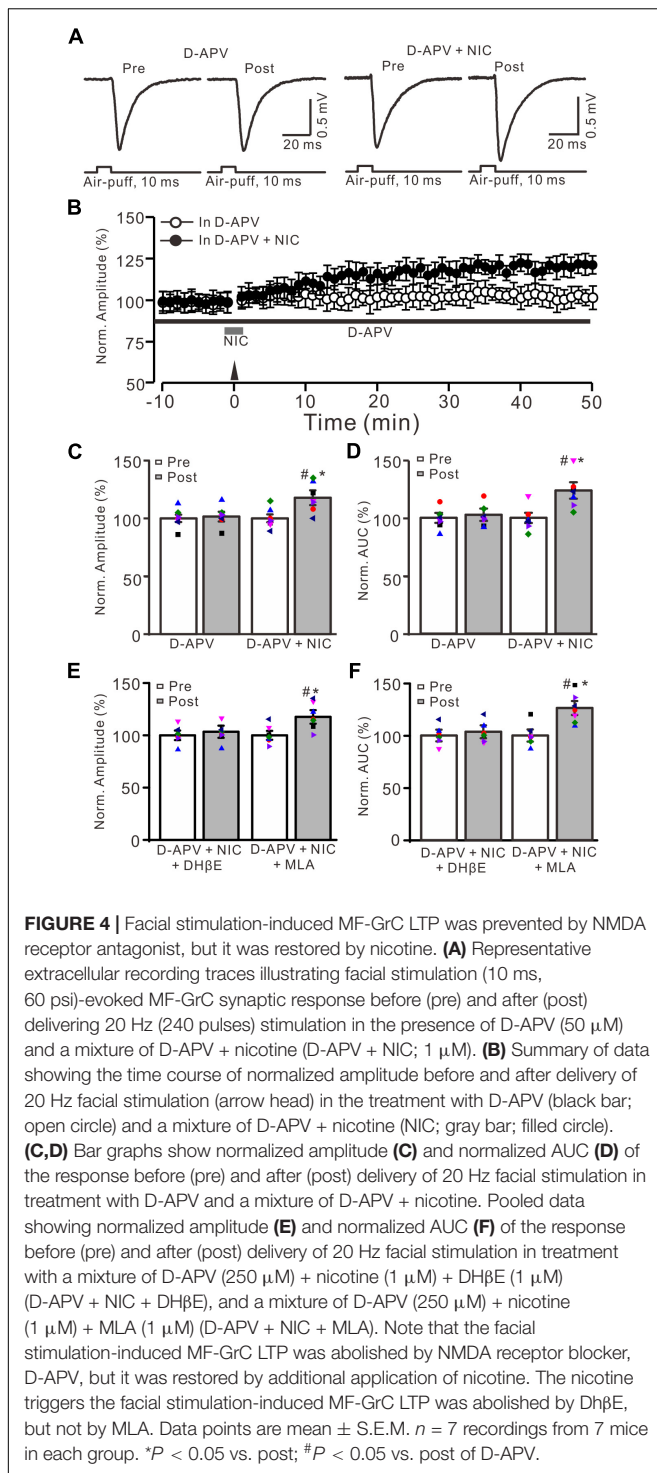 A
D-APV
D-APV + NIC
Pre
Post
Pre
Post
0.5 mV
20 ms
0.5 mV
20 ms
Air-puff, 10 ms
Air-puff, 10 ms
Air-puff, 10 ms
Air-puff, 10 ms
B
In D-APV
In D-APV + NIC
Norm. Amplitude (%)
125
100
75
50
NIC
D-APV
-10 0 10 20 30 40 50
Time (min)
C
Pre
Post
# *
Norm. Amplitude (%)
150
100
50
0
D-APV
D-APV + NIC
D
Pre
Post
# *
Norm. AUC (%)
150
100
50
0
D-APV
D-APV + NIC
E
Pre
Post
# *
Norm. Amplitude (%)
150
100
50
0
D-APV + NIC
+ DHβE
D-APV + NIC
+ MLA
F
Pre
Post
# *
Norm. AUC (%)
150
100
50
0
D-APV + NIC
+ DHβE
D-APV + NIC
+ MLA
FIGURE 4 | Facial stimulation-induced MF-GrC LTP was prevented by NMDA
receptor antagonist, but it was restored by nicotine. (A) Representative
extracellular recording traces illustrating facial stimulation (10 ms,
60 psi)-evoked MF-GrC synaptic response before (pre) and after (post)
delivering 20 Hz (240 pulses) stimulation in the presence of D-APV (50 μM)
and a mixture of D-APV + nicotine (D-APV + NIC; 1 μM). (B) Summary of data
showing the time course of normalized amplitude before and after delivery of
20 Hz facial stimulation (arrow head) in the treatment with D-APV (black bar;
open circle) and a mixture of D-APV + nicotine (NIC; gray bar; filled circle).
(C,D) Bar graphs show normalized amplitude (C) and normalized AUC (D) of
the response before (pre) and after (post) delivery of 20 Hz facial stimulation in
treatment with D-APV and a mixture of D-APV + nicotine. Pooled data
showing normalized amplitude (E) and normalized AUC (F) of the response
before (pre) and after (post) delivery of 20 Hz facial stimulation in treatment
with a mixture of D-APV (250 μM) + nicotine (1 μM) + DHβE (1 μM)
(D-APV + NIC + DHβE), and a mixture of D-APV (250 μM) + nicotine
(1 μM) + MLA (1 μM) (D-APV + NIC + MLA). Note that the facial
stimulation-induced MF-GrC LTP was abolished by NMDA receptor blocker,
D-APV, but it was restored by additional application of nicotine. The nicotine
triggers the facial stimulation-induced MF-GrC LTP was abolished by DhβE,
but not by MLA. Data points are mean ± S.E.M. n = 7 recordings from 7 mice
in each group. *P < 0.05 vs. post; #P < 0.05 vs. post of D-APV.